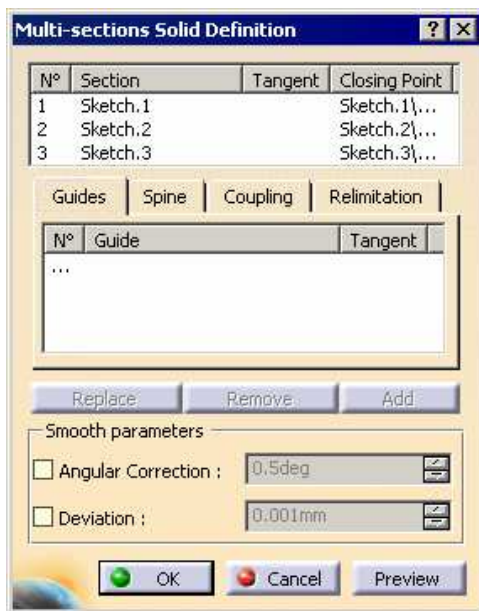 Multi-sections Solid Definition
N° Section Tangent Closing Point
1 Sketch.1 Sketch.1\...
2 Sketch.2 Sketch.2\...
3 Sketch.3 Sketch.3\...
Guides Spine Coupling Relimitation
N° Guide Tangent
...
Replace Remove Add
Smooth parameters
Angular Correction : 0.5deg
Deviation : 0.001mm
OK Cancel Preview